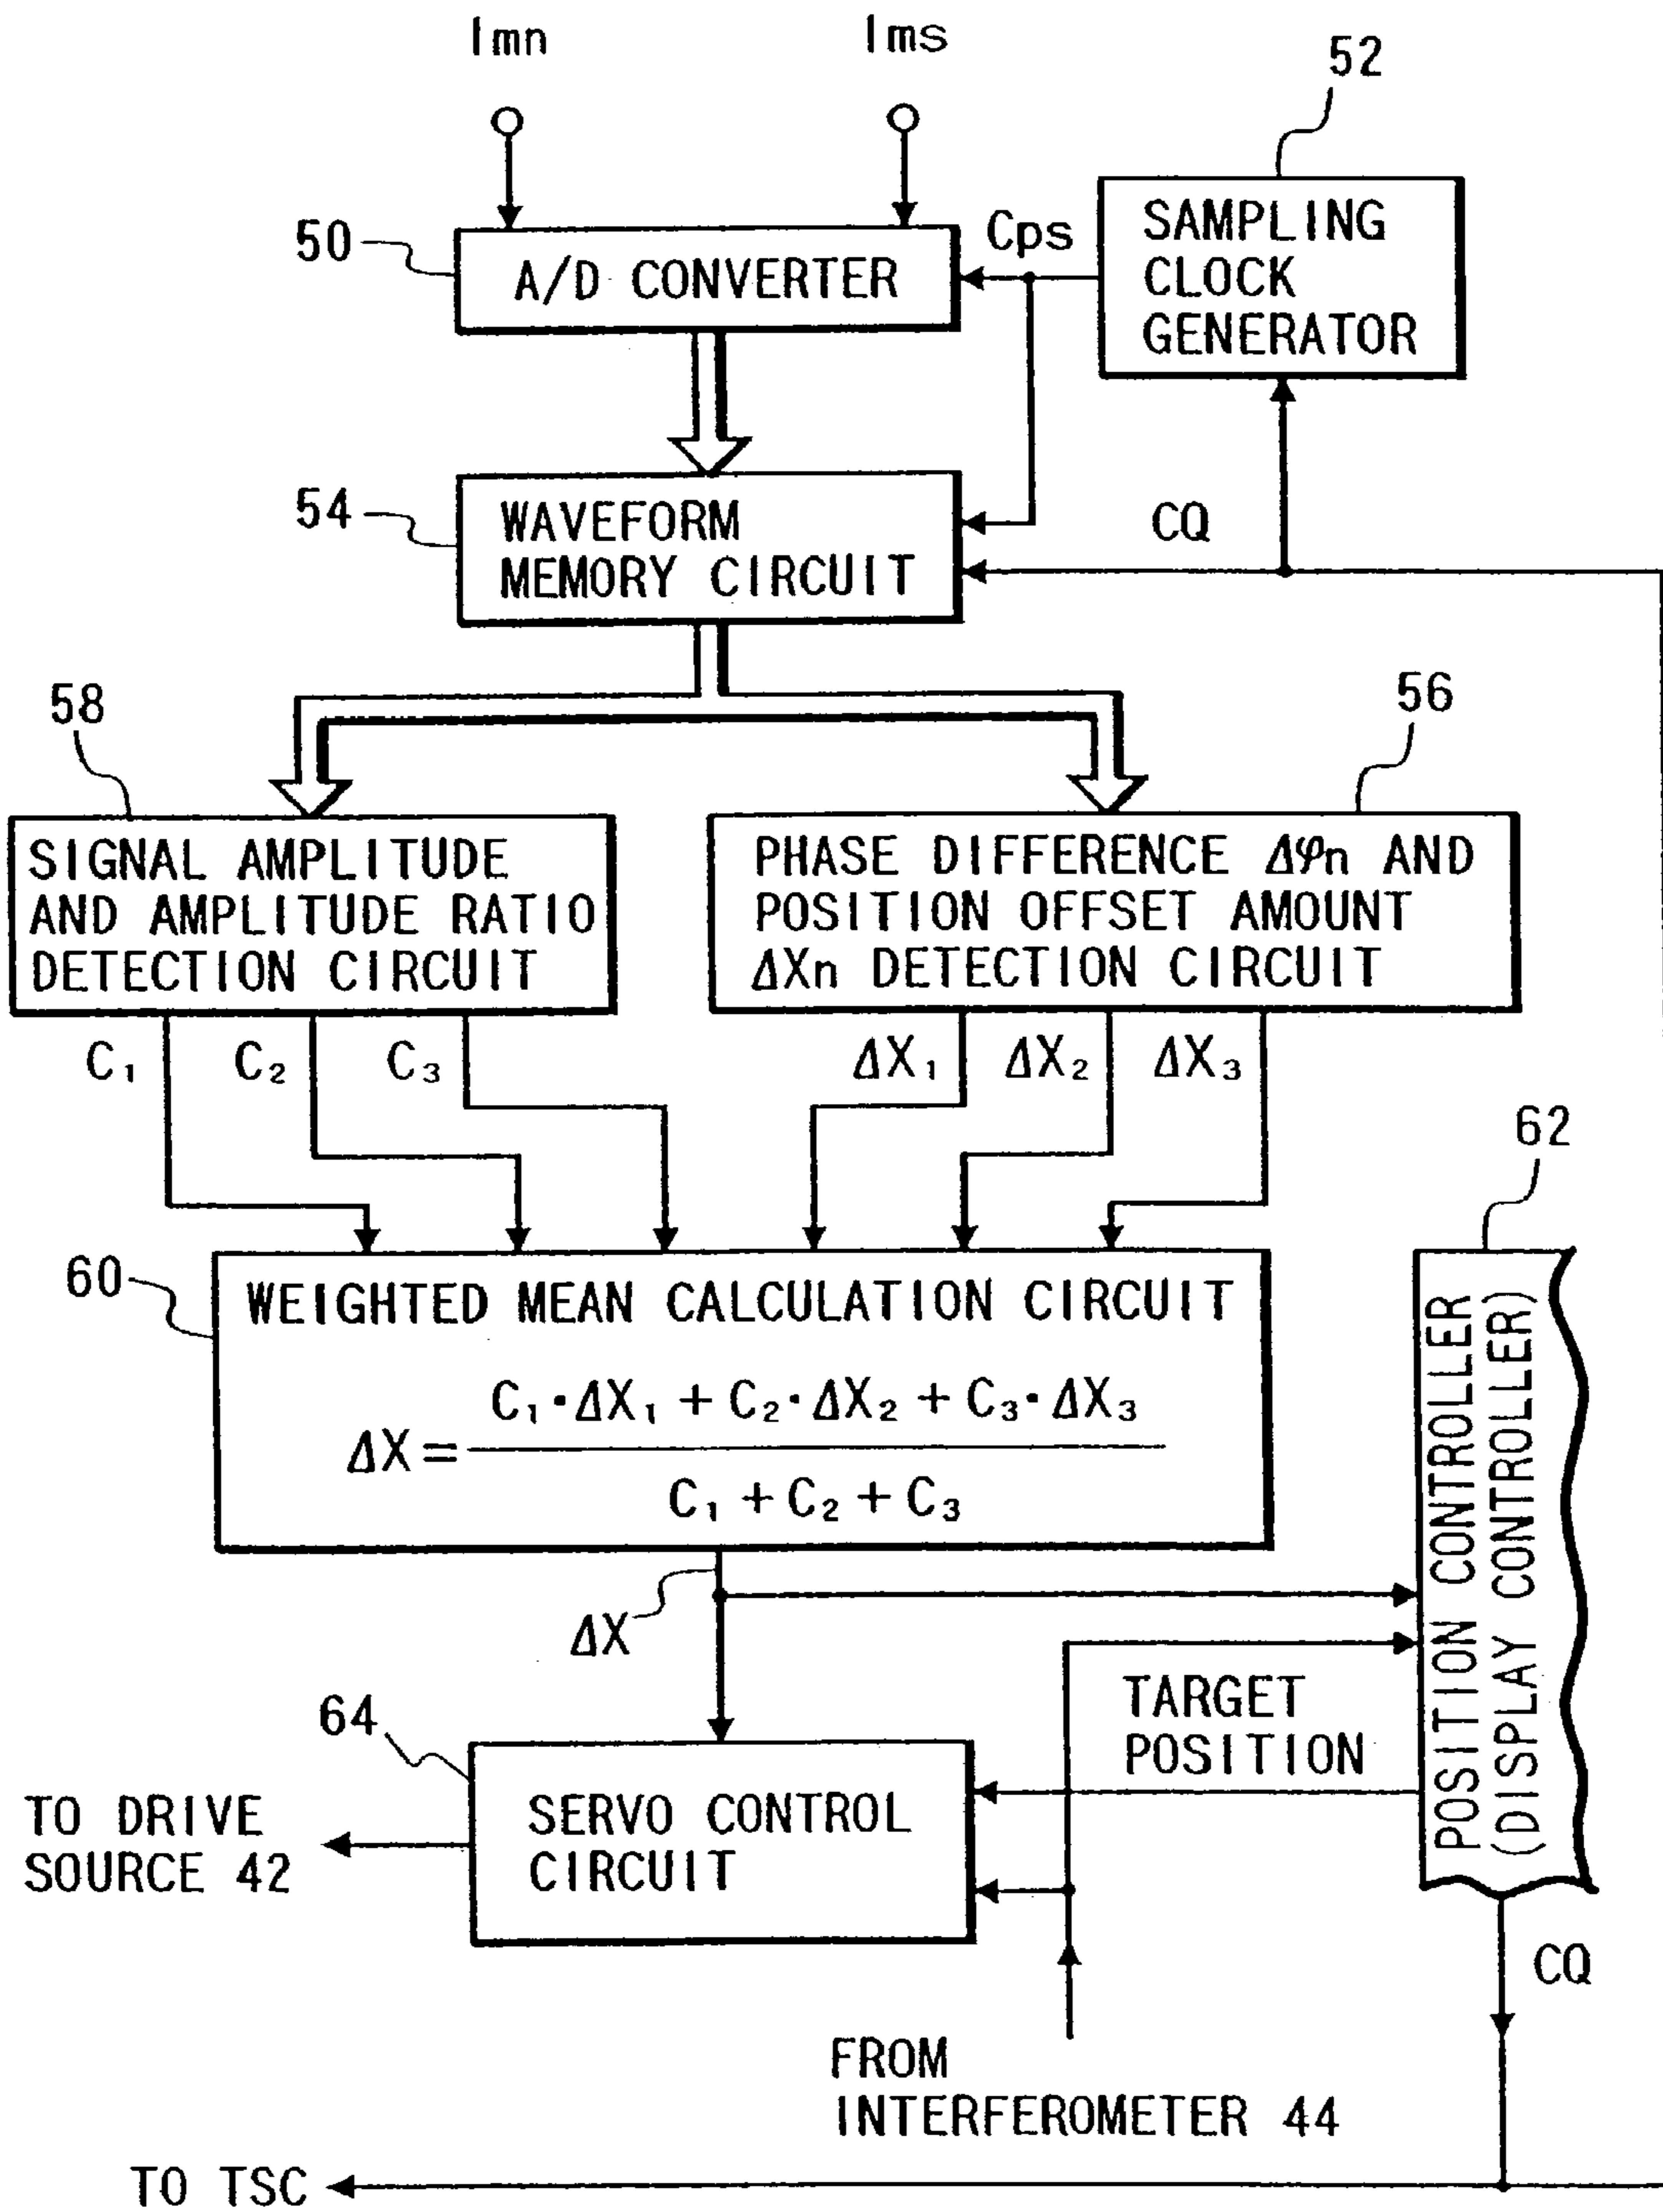 Imn
Ims
52
50
A/D CONVERTER
Cps
SAMPLING
CLOCK
GENERATOR
54
WAVEFORM
MEMORY CIRCUIT
CQ
58
56
SIGNAL AMPLITUDE
AND AMPLITUDE RATIO
DETECTION CIRCUIT
PHASE DIFFERENCE Δφn AND
POSITION OFFSET AMOUNT
ΔXn DETECTION CIRCUIT
C₁ C₂ C₃
ΔX₁ ΔX₂ ΔX₃
62
60
WEIGHTED MEAN CALCULATION CIRCUIT
C₁·ΔX₁ + C₂·ΔX₂ + C₃·ΔX₃
ΔX =
C₁ + C₂ + C₃
POSITION CONTROLLER
(DISPLAY CONTROLLER)
ΔX
TARGET
POSITION
64
SERVO CONTROL
CIRCUIT
TO DRIVE
SOURCE 42
CQ
FROM
INTERFEROMETER 44
TO TSC